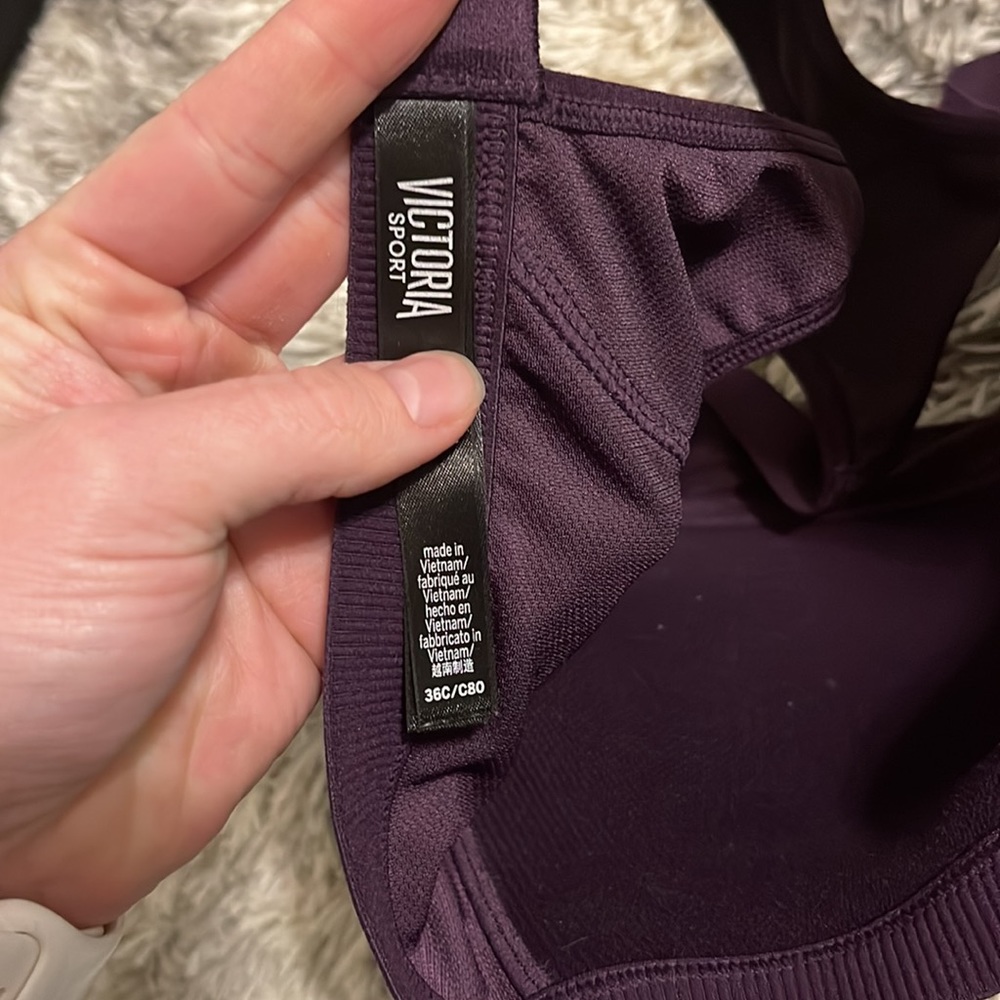 VICTORIA
SPORT
made in
Vietnam/
fabriqué au
Vietnam/
hecho en
Vietnam/
fabbricato in
Vietnam/
越南制造
36C/C80